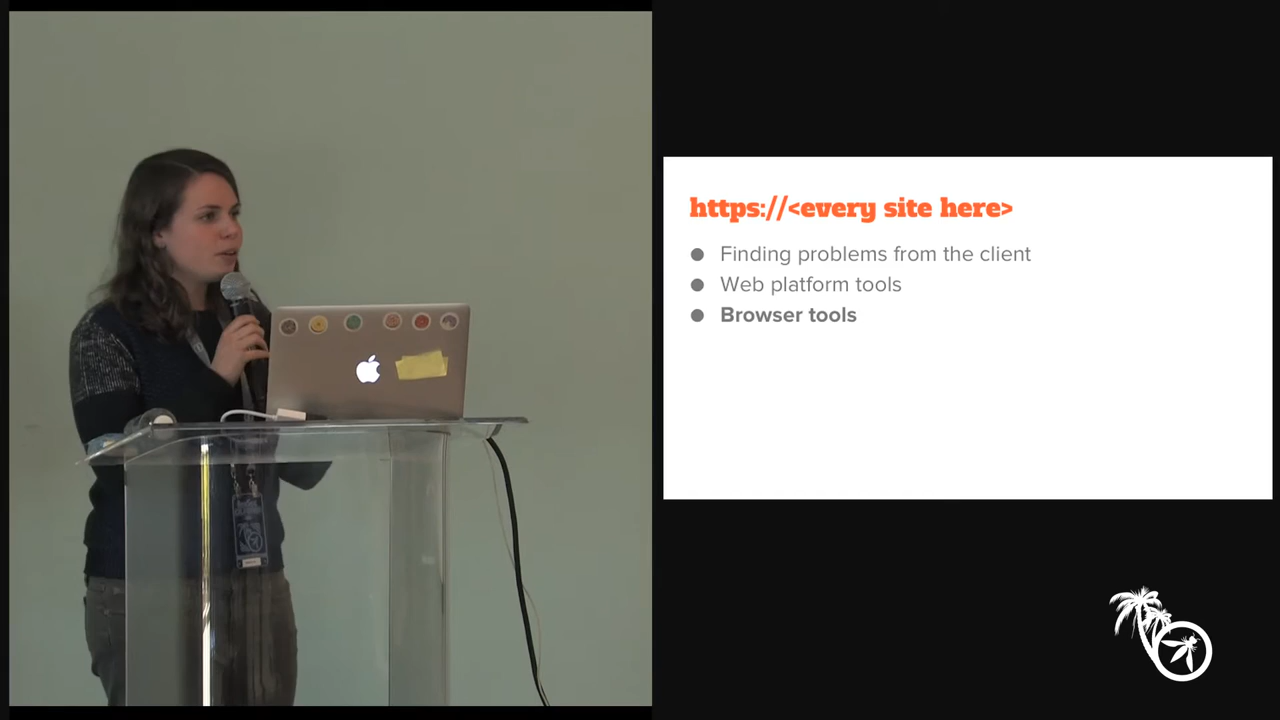 https://<every site here>
● Finding problems from the client
● Web platform tools
● Browser tools